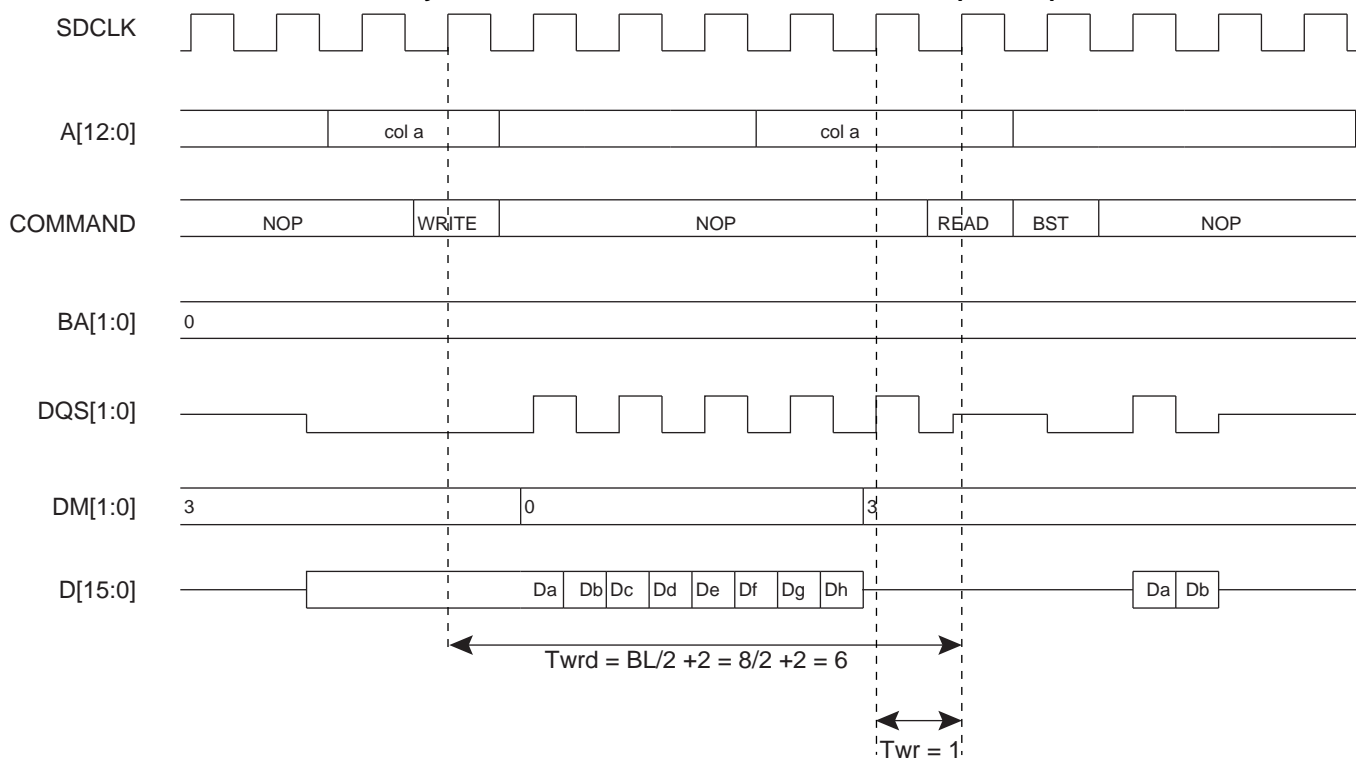 SDCLK
A[12:0]
col a
col a
COMMAND
NOP
WRITE
NOP
READ
BST
NOP
BA[1:0]
0
DQS[1:0]
DM[1:0]
3
0
3
D[15:0]
Da
Db
Dc
Dd
De
Df
Dg
Dh
Da
Db
Twrd = BL/2 +2 = 8/2 +2 = 6
Twr = 1